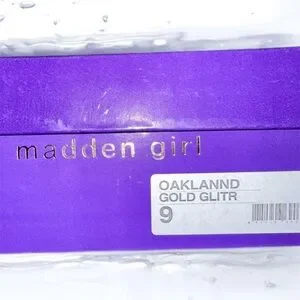 madden girl
OAKLANND
GOLD GLITR
9